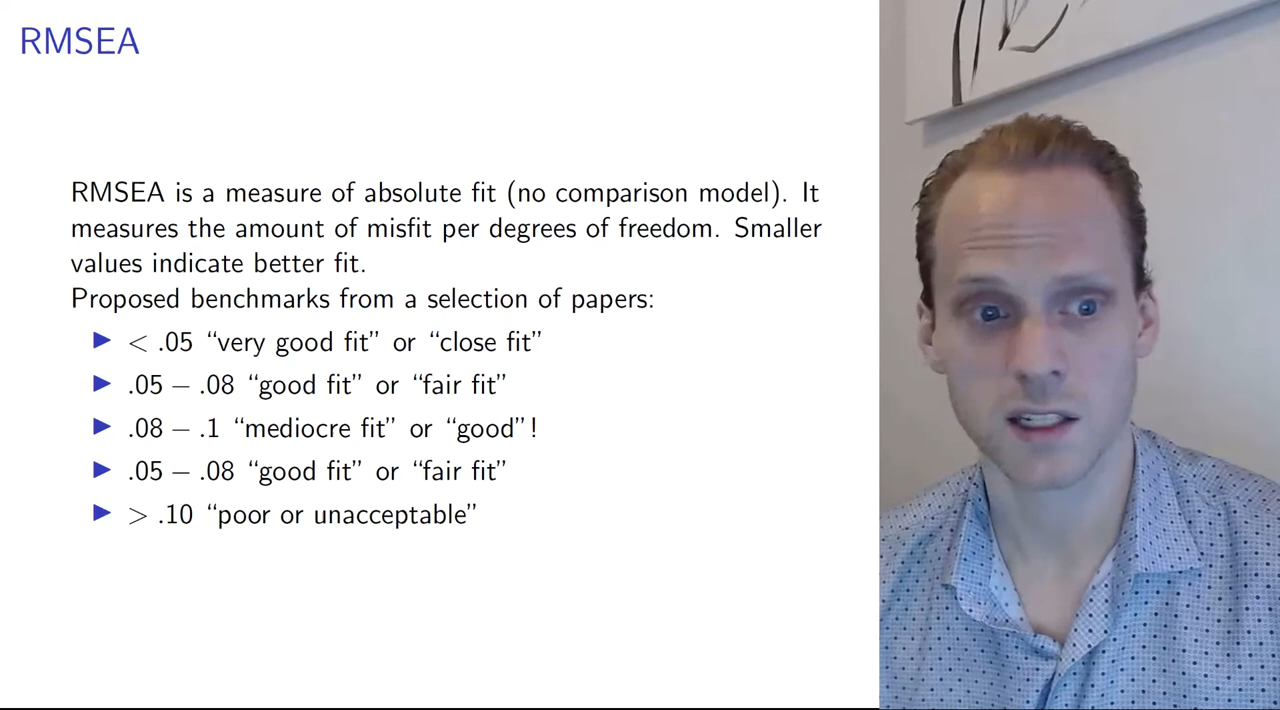 RMSEA
RMSEA is a measure of absolute fit (no comparison model). It
measures the amount of misfit per degrees of freedom. Smaller
values indicate better fit.
Proposed benchmarks from a selection of papers:
▶ < .05 “very good fit” or “close fit”
▶ .05 – .08 “good fit” or “fair fit”
▶ .08 – .1 “mediocre fit” or “good”!
▶ .05 – .08 “good fit” or “fair fit”
▶ > .10 “poor or unacceptable”